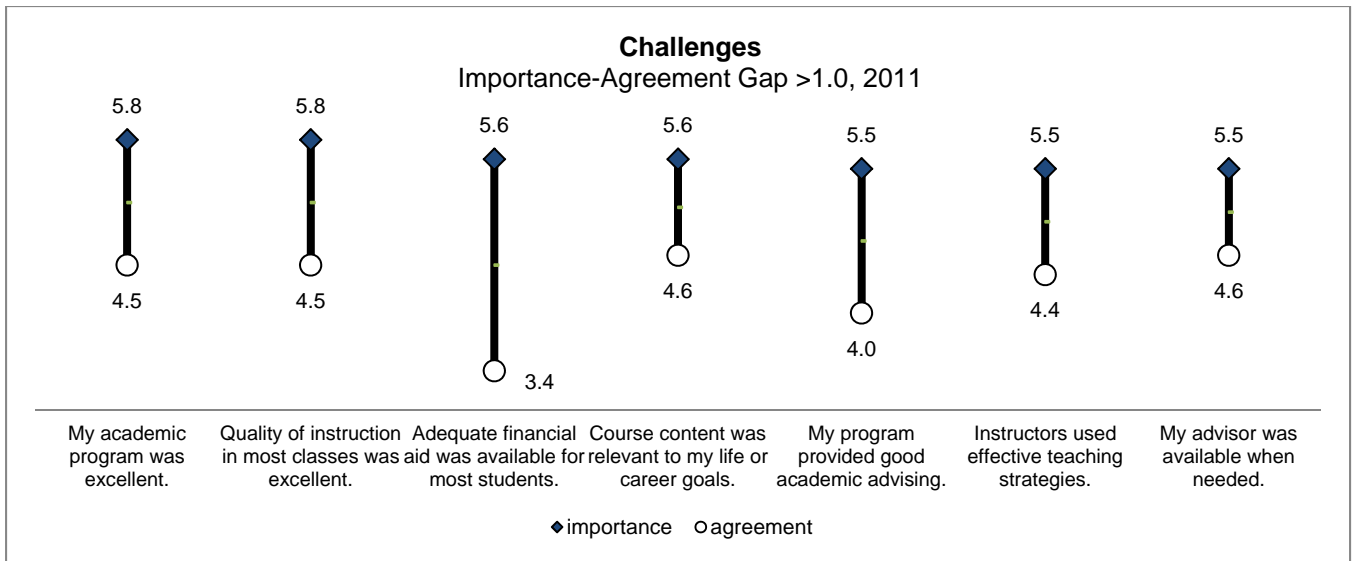 Challenges
Importance-Agreement Gap >1.0, 2011
5.8
5.8
5.6
5.6
5.5
5.5
5.5
4.5
4.5
3.4
4.6
4.0
4.4
4.6
My academic
program was
excellent.
Quality of instruction
in most classes was
excellent.
Adequate financial
aid was available for
most students.
Course content was
relevant to my life or
career goals.
My program
provided good
academic advising.
Instructors used
effective teaching
strategies.
My advisor was
available when
needed.
importance
agreement